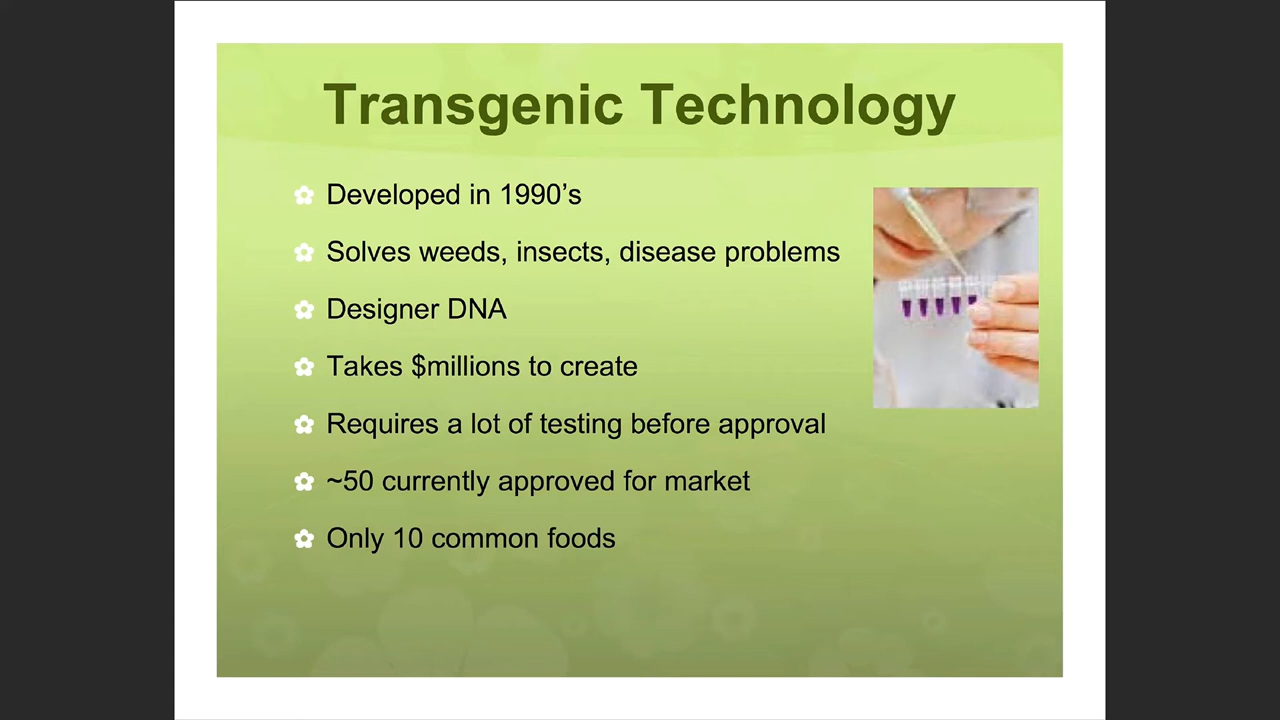 Transgenic Technology
Developed in 1990’s
Solves weeds, insects, disease problems
Designer DNA
Takes $millions to create
Requires a lot of testing before approval
~50 currently approved for market
Only 10 common foods